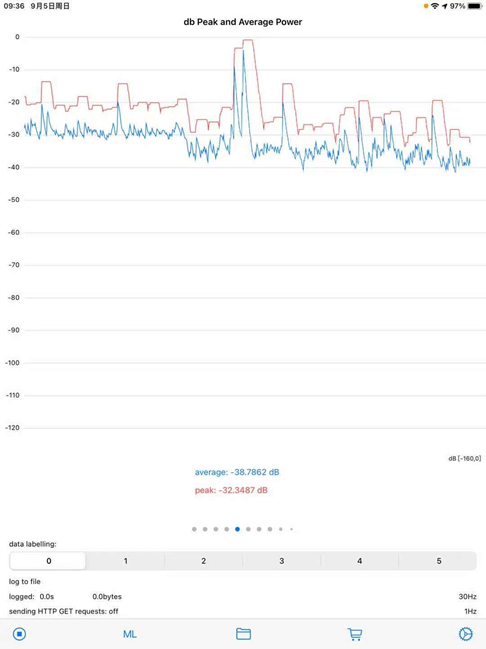 09:36 9月5日周日 97%
db Peak and Average Power
0
-10
-20
-30
-40
-50
-60
-70
-80
-90
-100
-110
-120
dB [-160,0]
average: -38.7862 dB
peak: -32.3487 dB
data labelling:
0 1 2 3 4 5
log to file
logged: 0.0s 0.0bytes 30Hz
sending HTTP GET requests: off 1Hz
ML